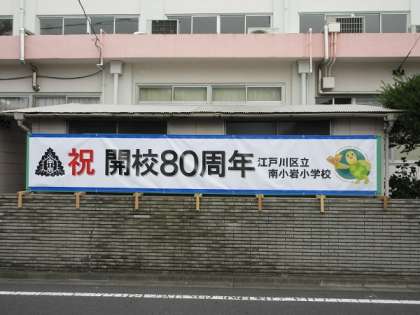 祝 開校80周年
江戸川区立
南小岩小学校